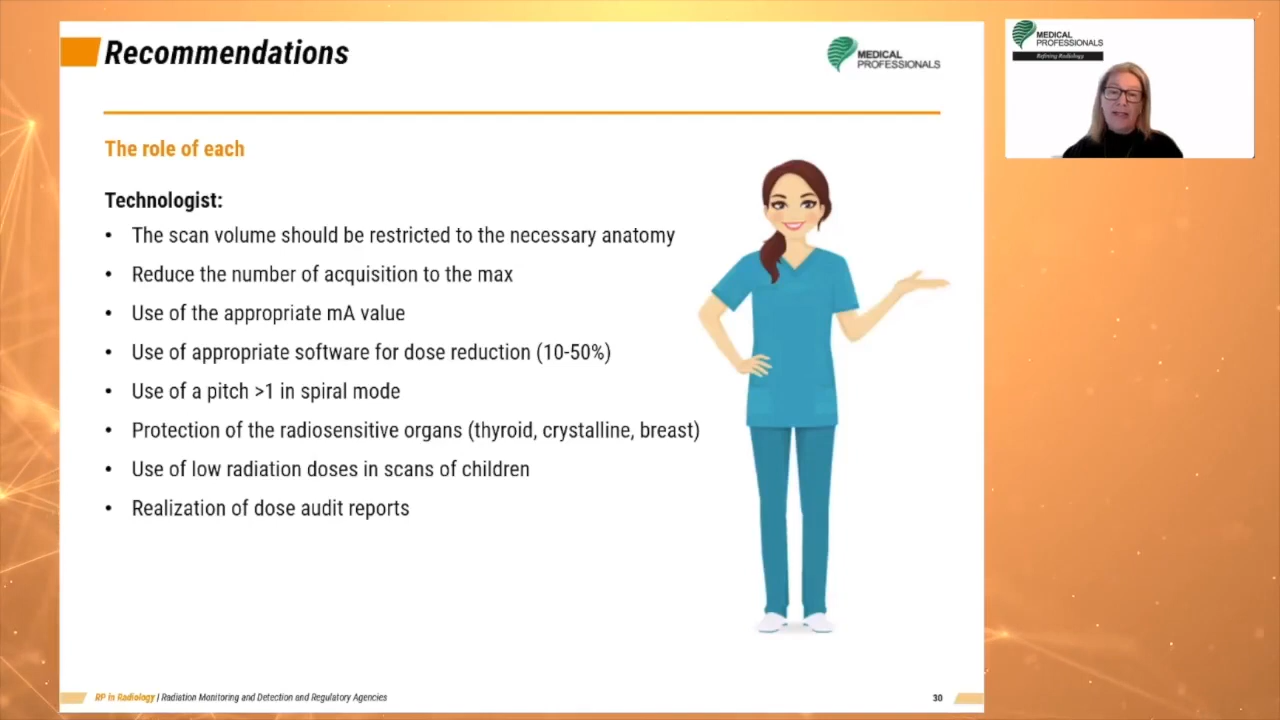 Recommendations
MEDICAL
PROFESSIONALS
MEDICAL
PROFESSIONALS
Refining Radiology
The role of each
Technologist:
• The scan volume should be restricted to the necessary anatomy
• Reduce the number of acquisition to the max
• Use of the appropriate mA value
• Use of appropriate software for dose reduction (10-50%)
• Use of a pitch >1 in spiral mode
• Protection of the radiosensitive organs (thyroid, crystalline, breast)
• Use of low radiation doses in scans of children
• Realization of dose audit reports
RP in Radiology | Radiation Monitoring and Detection and Regulatory Agencies
30